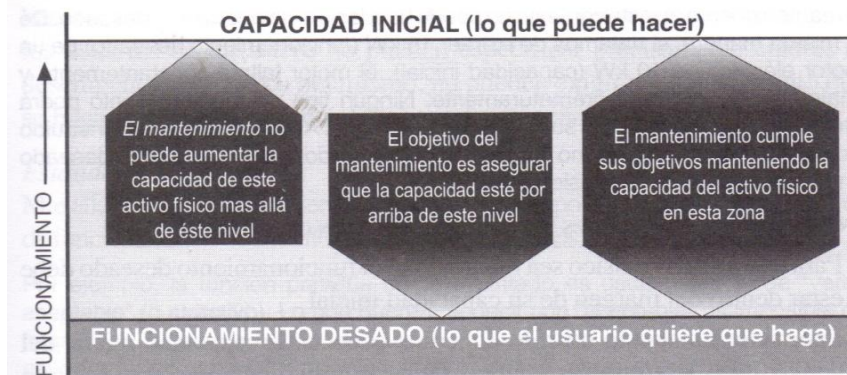 CAPACIDAD INICIAL (lo que puede hacer)
El mantenimiento no
puede aumentar la
capacidad de este
activo físico mas allá
de éste nivel
El objetivo del
mantenimiento es asegurar
que la capacidad esté por
arriba de este nivel
El mantenimiento cumple
sus objetivos manteniendo la
capacidad del activo físico
en esta zona
FUNCIONAMIENTO
FUNCIONAMIENTO DESADO (lo que el usuario quiere que haga)